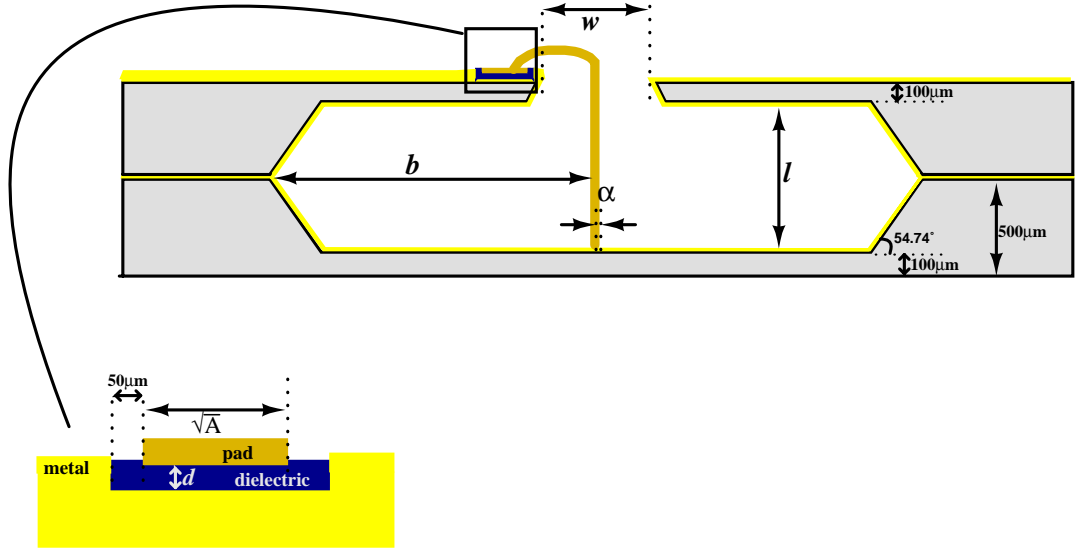 w
100μm
b
l
α
54.74°
500μm
100μm
50μm
√A
pad
metal
d
dielectric